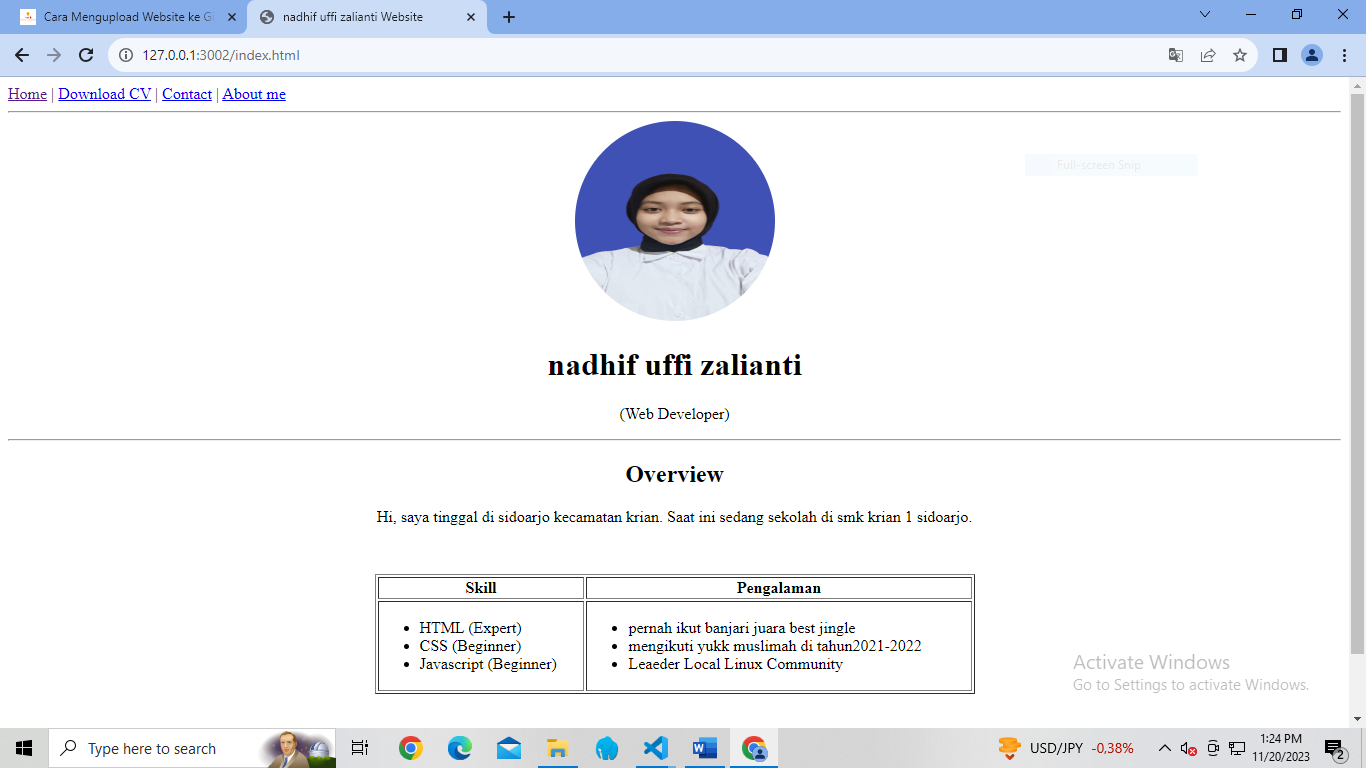 Cara Mengupload Website ke Gi
nadhif uffi zalianti Website
127.0.0.1:3002/index.html
Home | Download CV | Contact | About me
Full-screen Snip
nadhif uffi zalianti
(Web Developer)
Overview
Hi, saya tinggal di sidoarjo kecamatan krian. Saat ini sedang sekolah di smk krian 1 sidoarjo.
Skill
Pengalaman
HTML (Expert)
CSS (Beginner)
Javascript (Beginner)
pernah ikut banjari juara best jingle
mengikuti yukk muslimah di tahun2021-2022
Leaeder Local Linux Community
Activate Windows
Go to Settings to activate Windows.
Type here to search
USD/JPY -0,38%
1:24 PM
11/20/2023
2